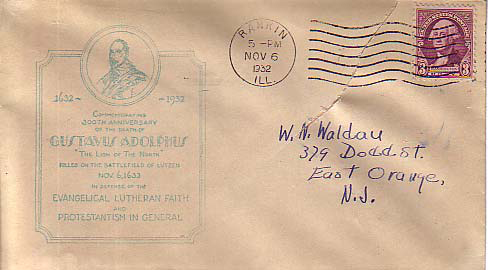 1632 - - 1932
COMMEMORATING
300TH ANNIVERSARY
OF THE DEATH OF
GUSTAVUS ADOLPHUS
"THE LION OF THE NORTH"
KILLED ON THE BATTLEFIELD OF LUTZEN
NOV. 6, 1632
IN DEFENSE OF THE
EVANGELICAL LUTHERAN FAITH
AND
PROTESTANTISM IN GENERAL
RANKIN
5 - PM
NOV 6
1932
ILL.
3 3
W. N. Waldau
379 Dodd St.
East Orange,
N.J.